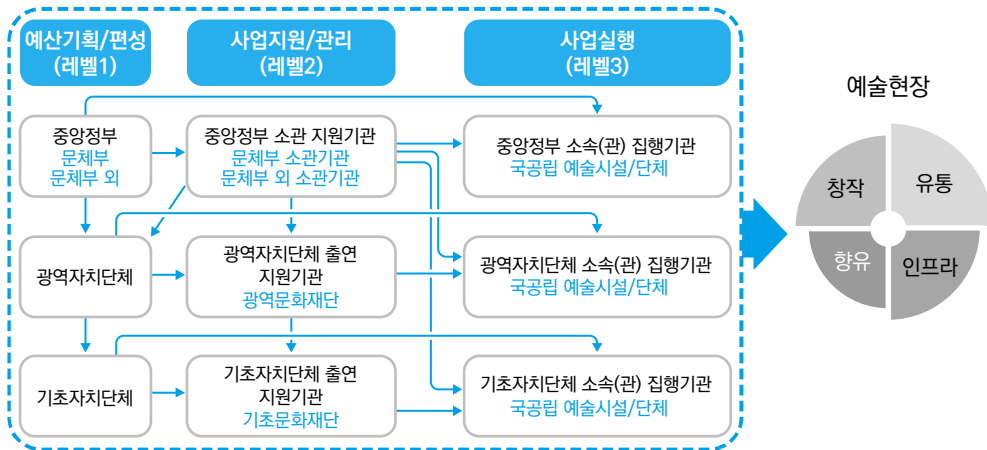 예산기획/편성
(레벨1)
사업지원/관리
(레벨2)
사업실행
(레벨3)
중앙정부
문체부
문체부 외
중앙정부 소관 지원기관
문체부 소관기관
문체부 외 소관기관
중앙정부 소속(관) 집행기관
국공립 예술시설/단체
광역자치단체
광역자치단체 출연
지원기관
광역문화재단
광역자치단체 소속(관) 집행기관
국공립 예술시설/단체
기초자치단체
기초자치단체 출연
지원기관
기초문화재단
기초자치단체 소속(관) 집행기관
국공립 예술시설/단체
예술현장
창작
유통
향유
인프라